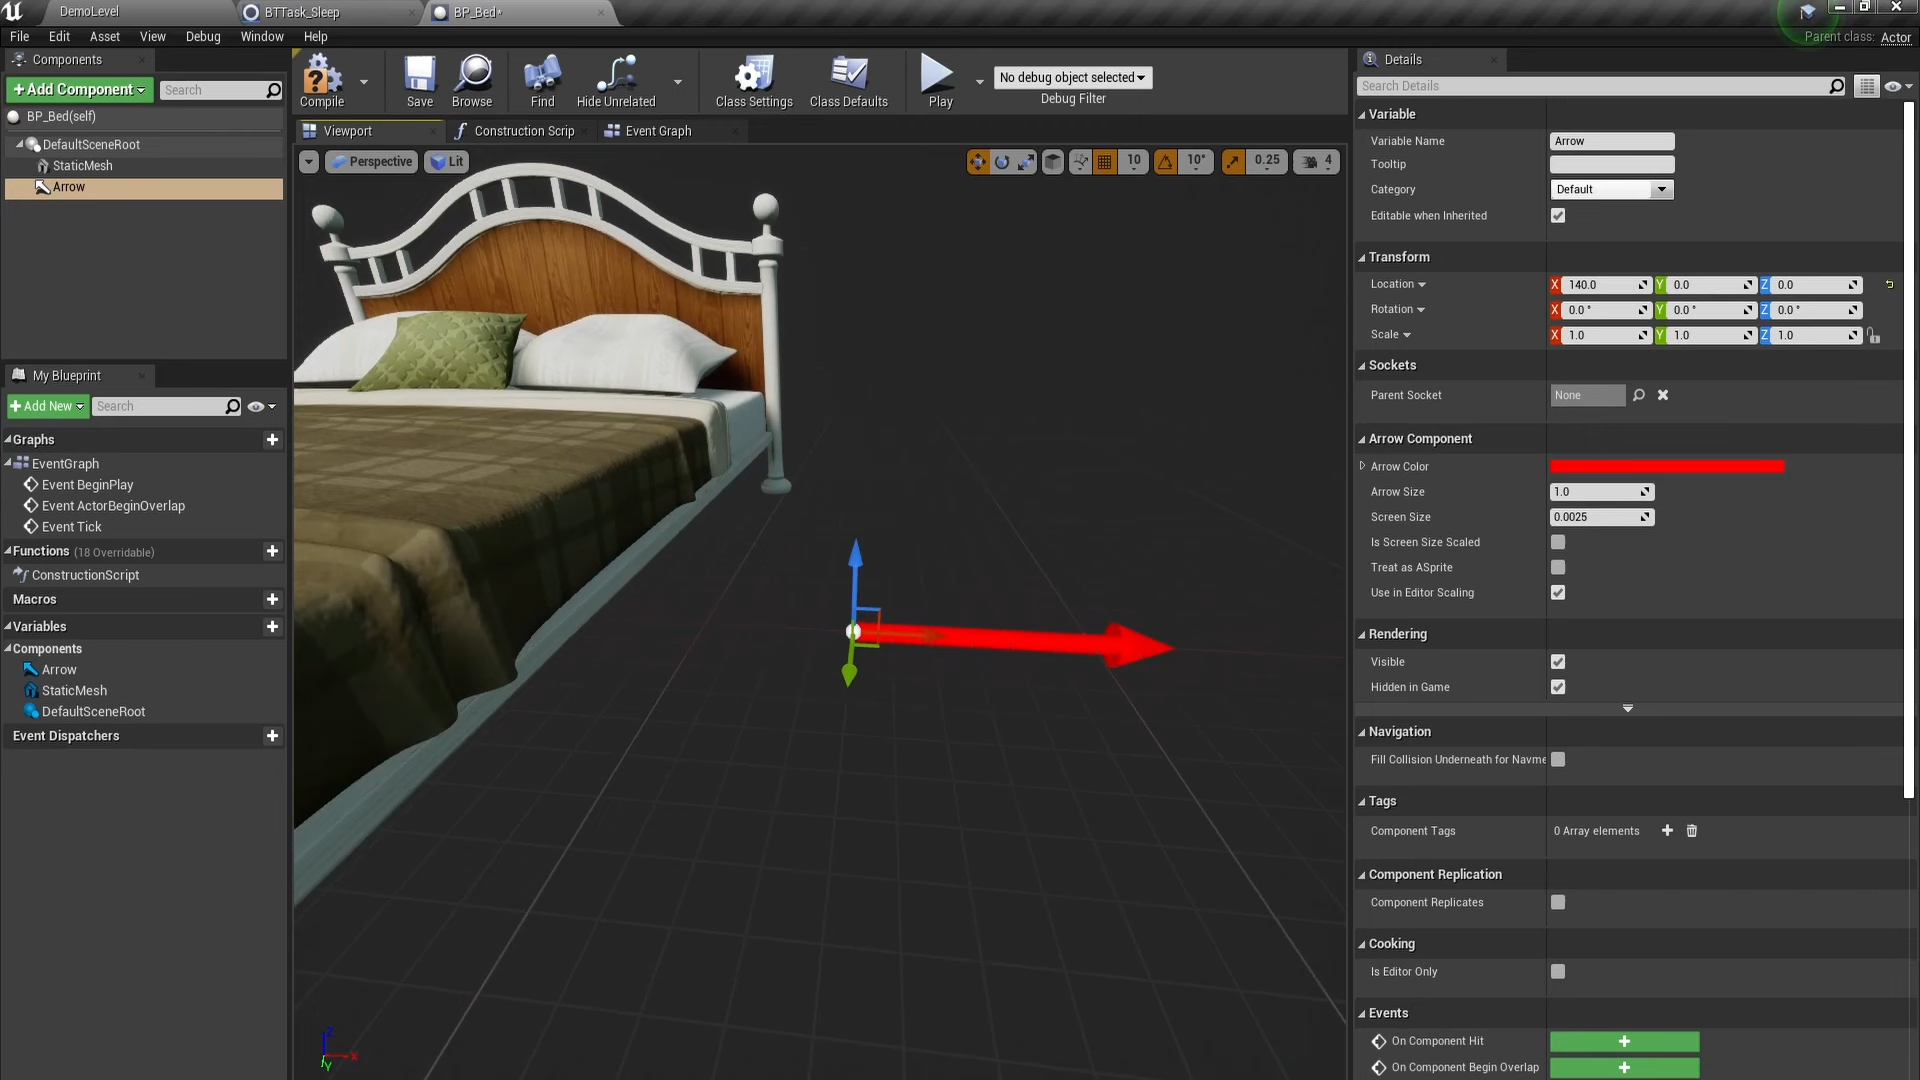 DemoLevel
BTTask_Sleep
BP_Bed*
File Edit Asset View Debug Window Help
Parent class: Actor
Components
+Add Component
Search
BP_Bed(self)
DefaultSceneRoot
StaticMesh
Arrow
Compile
Save
Browse
Find
Hide Unrelated
Class Settings
Class Defaults
Play
No debug object selected
Debug Filter
Viewport
Construction Scrip
Event Graph
Perspective
Lit
10
10°
0.25
4
My Blueprint
+Add New
Search
Graphs
EventGraph
Event BeginPlay
Event ActorBeginOverlap
Event Tick
Functions (18 Overridable)
ConstructionScript
Macros
Variables
Components
Arrow
StaticMesh
DefaultSceneRoot
Event Dispatchers
Z
X
Y
Details
Search Details
Variable
Variable Name Arrow
Tooltip
Category Default
Editable when Inherited
Transform
Location X 140.0 Y 0.0 Z 0.0
Rotation X 0.0 ° Y 0.0 ° Z 0.0 °
Scale X 1.0 Y 1.0 Z 1.0
Sockets
Parent Socket None
Arrow Component
Arrow Color
Arrow Size 1.0
Screen Size 0.0025
Is Screen Size Scaled
Treat as ASprite
Use in Editor Scaling
Rendering
Visible
Hidden in Game
Navigation
Fill Collision Underneath for Navme
Tags
Component Tags 0 Array elements
Component Replication
Component Replicates
Cooking
Is Editor Only
Events
On Component Hit
On Component Begin Overlap